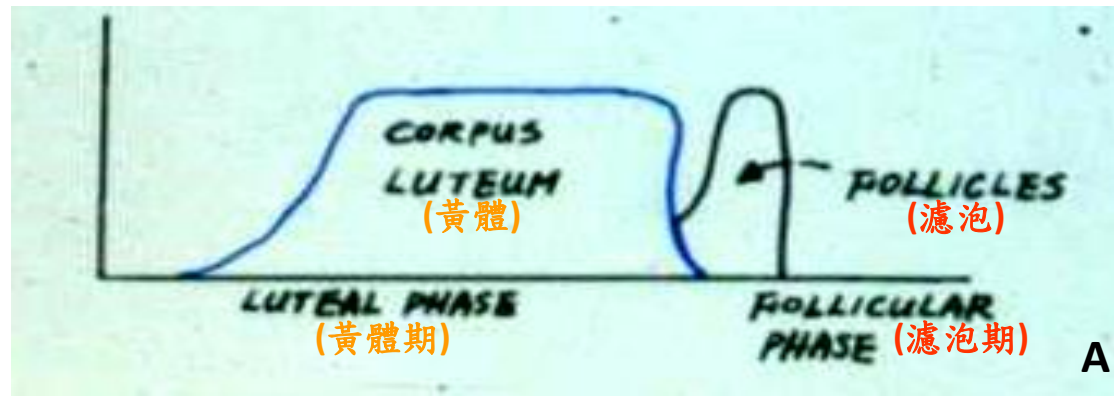 CORPUS
LUTEUM
(黃體)
FOLLICLES
(濾泡)
LUTEAL PHASE
(黃體期)
FOLLICULAR
PHASE (濾泡期)
A